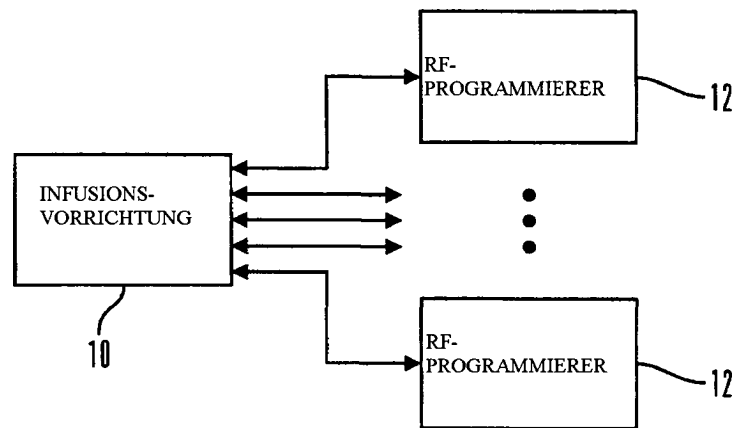 RF-
PROGRAMMIERER
12
INFUSIONS-
VORRICHTUNG
10
RF-
PROGRAMMIERER
12